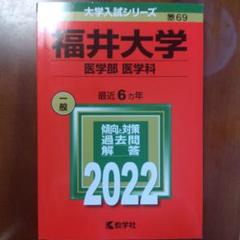 大学入試シリーズ
69
福井大学
医学部 医学科
最近6カ年
一般
傾向と対策
過去問
解答
2022
教学社